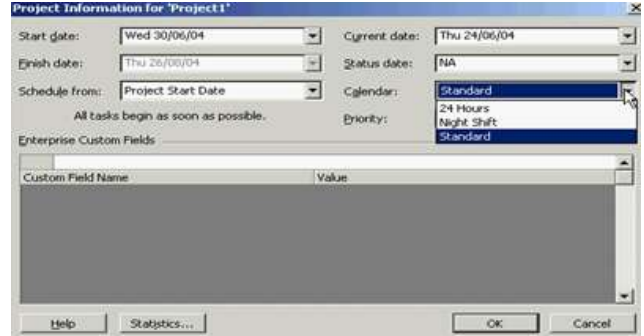 Project Information for 'Project1'
Start date: Wed 30/06/04 Current date: Thu 24/06/04
Finish date: Thu 26/08/04 Status date: NA
Schedule from: Project Start Date Calendar: Standard
24 Hours
Night Shift
Standard
All tasks begin as soon as possible. Priority:
Enterprise Custom Fields
Custom Field Name Value
Help Statistics... OK Cancel